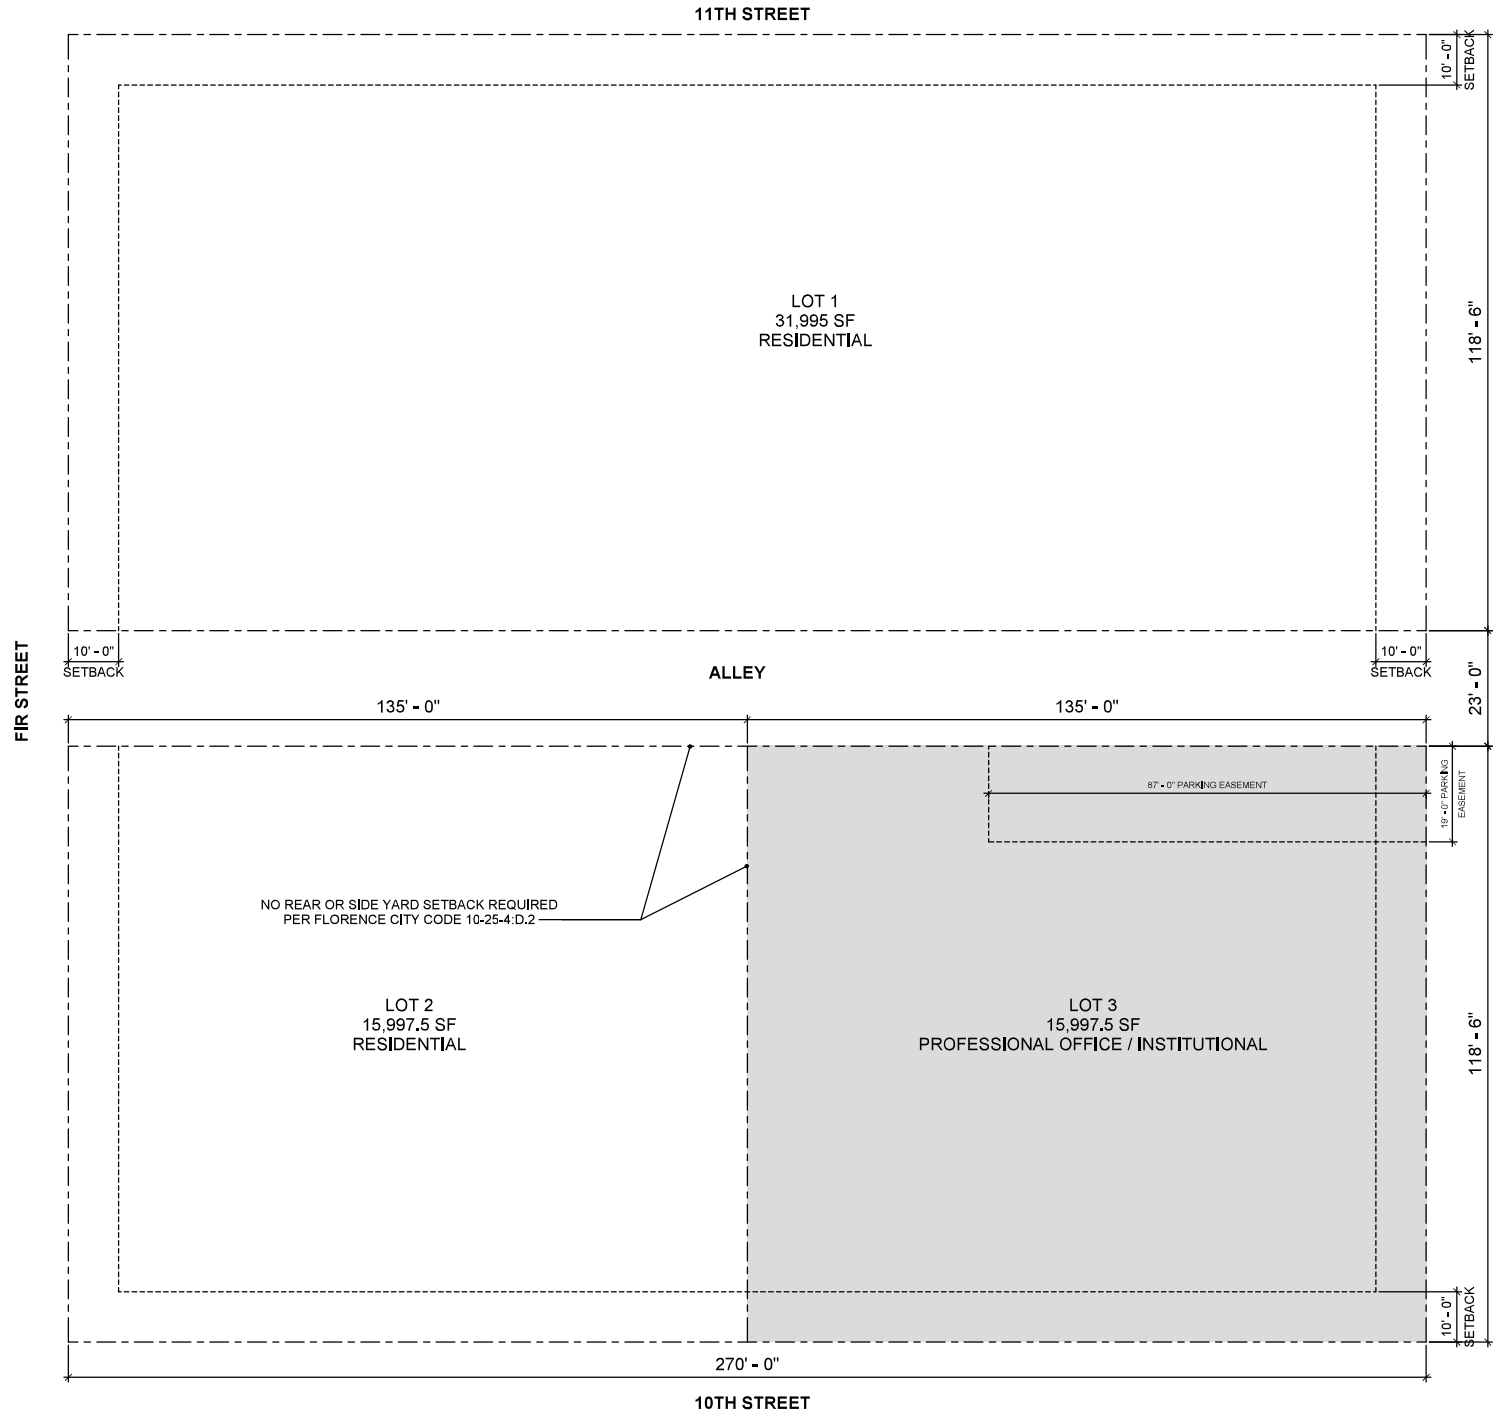 11TH STREET
10' - 0"
SETBACK
LOT 1
31,995 SF
RESIDENTIAL
118' - 6"
FIR STREET
10' - 0"
SETBACK
ALLEY
10' - 0"
SETBACK
23' - 0"
135' - 0"
135' - 0"
87' - 0" PARKING EASEMENT
19' - 0" PARKING
EASEMENT
NO REAR OR SIDE YARD SETBACK REQUIRED
PER FLORENCE CITY CODE 10-25-4:D.2
LOT 2
15,997.5 SF
RESIDENTIAL
LOT 3
15,997.5 SF
PROFESSIONAL OFFICE / INSTITUTIONAL
118' - 6"
10' - 0"
SETBACK
270' - 0"
10TH STREET